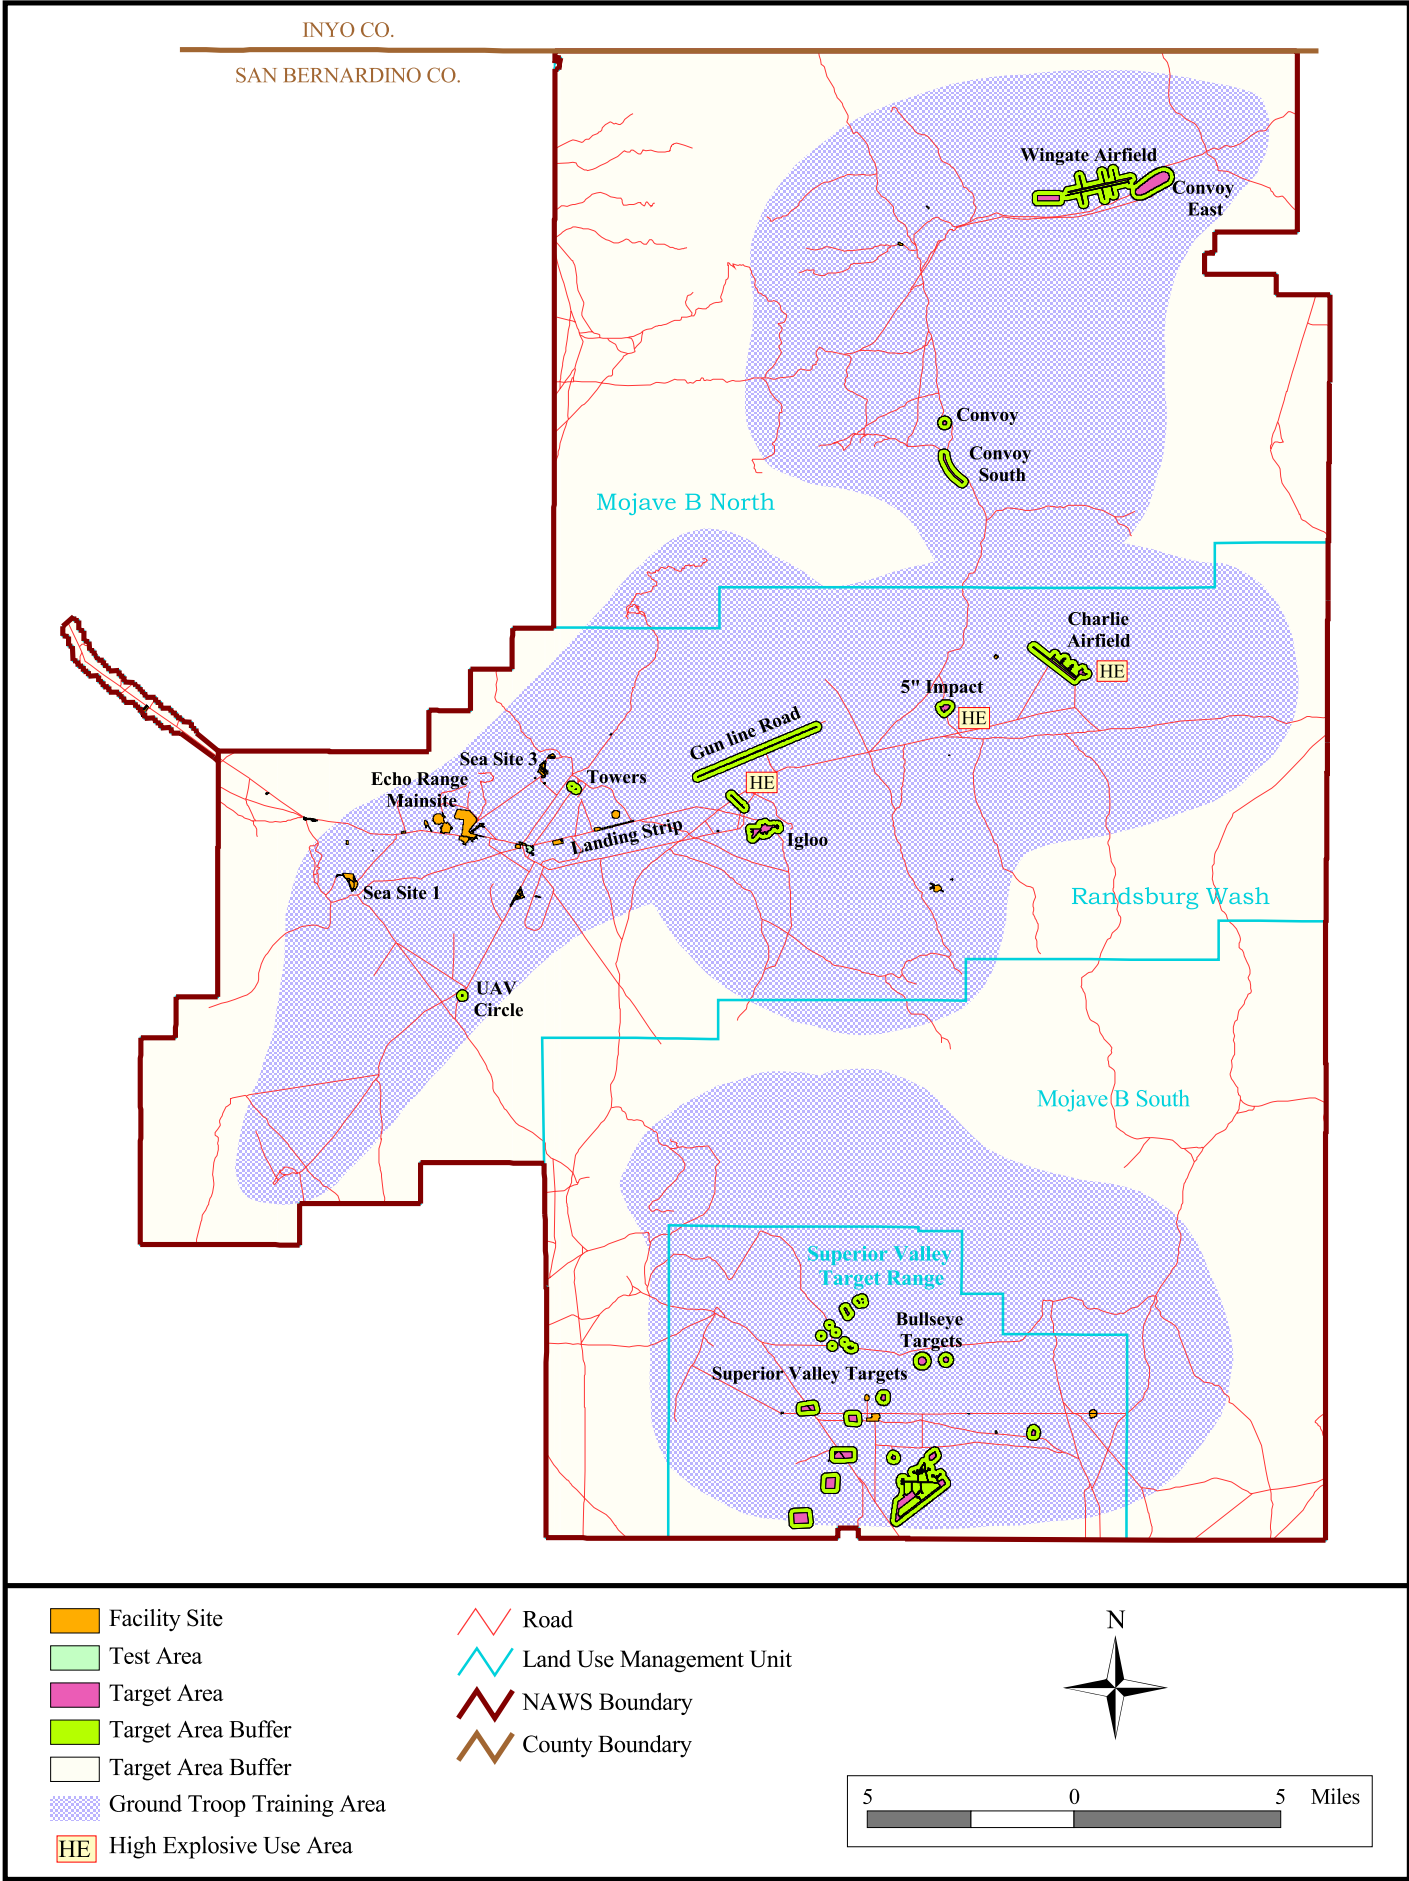 INYO CO.
SAN BERNARDINO CO.
Wingate Airfield
Convoy
East
Convoy
Convoy
South
Mojave B North
Charlie
Airfield
HE
5" Impact
HE
Gun line Road
Sea Site 3
Towers
HE
Echo Range
Mainsite
Landing Strip
Igloo
Sea Site 1
Randsburg Wash
UAV
Circle
Mojave B South
Superior Valley
Target Range
Bullseye
Targets
Superior Valley Targets
Facility Site
Test Area
Target Area
Target Area Buffer
Target Area Buffer
Ground Troop Training Area
HE High Explosive Use Area
Road
Land Use Management Unit
NAWS Boundary
County Boundary
N
5 0 5 Miles